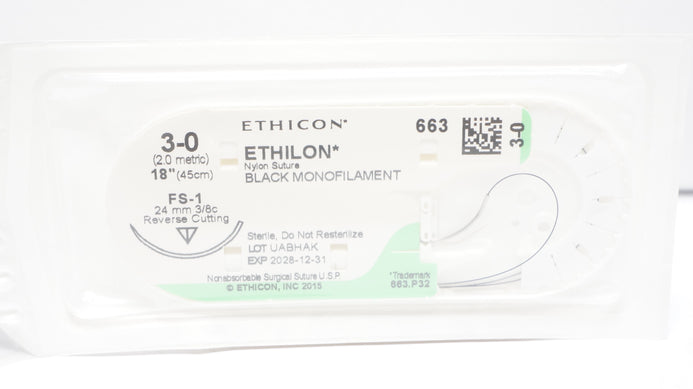 3-0
(2.0 metric)
18" (45cm)
FS-1
24 mm 3/8c
Reverse Cutting
ETHICON*
ETHILON*
Nylon Suture
BLACK MONOFILAMENT
663
3-0
Sterile, Do Not Resterilize
LOT UABHAK
EXP 2028-12-31
Nonabsorbable Surgical Suture U.S.P.
© ETHICON, INC 2015
*Trademark
663.P32